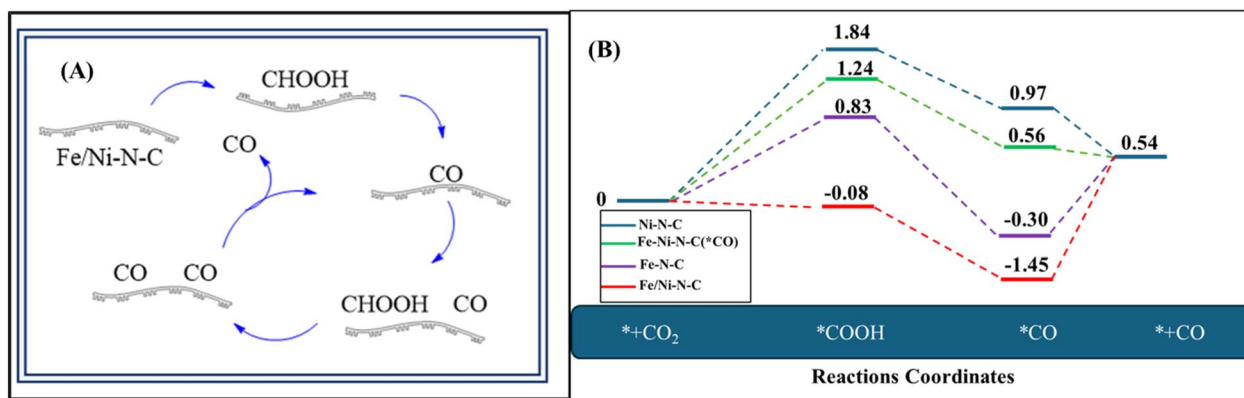 (A)
CHOOH
Fe/Ni-N-C
CO
CO
CO CO
CHOOH CO
(B)
1.84
1.24
0.83
0.97
0.56
0.54
0
-0.08
-0.30
-1.45
Ni-N-C
Fe-Ni-N-C(*CO)
Fe-N-C
Fe/Ni-N-C
*+CO₂ *COOH *CO *+CO
Reactions Coordinates